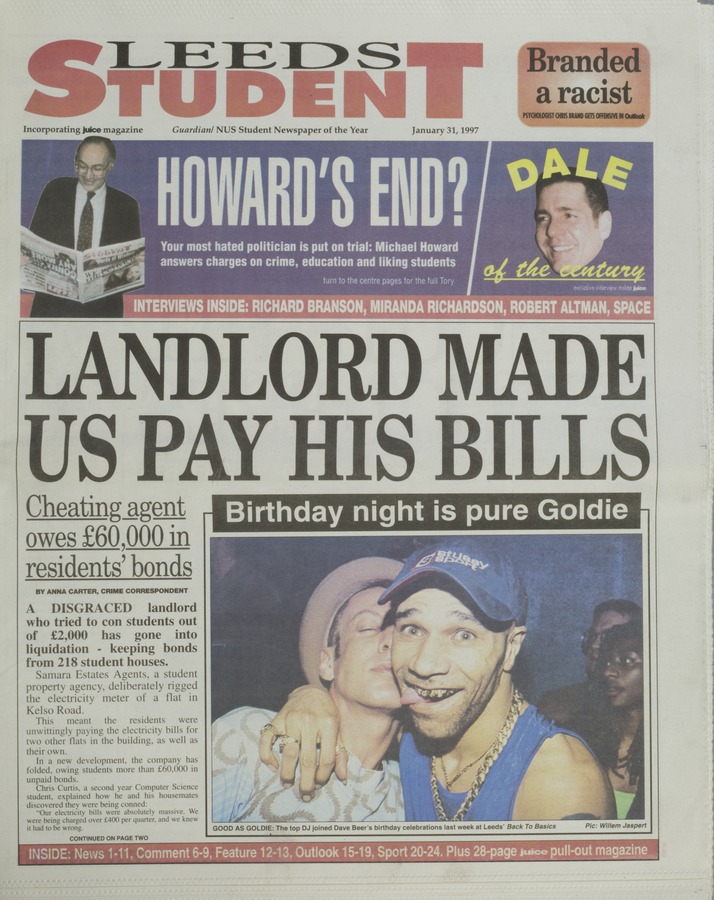 LEEDS
STUDENT
Incorporating juice magazine
Guardian/ NUS Student Newspaper of the Year
January 31, 1997
Branded
a racist
PSYCHOLOGIST CHRIS BRAND GETS OFFENSIVE IN Outlook
HOWARD'S END?
Your most hated politician is put on trial: Michael Howard
answers charges on crime, education and liking students
turn to the centre pages for the full Tory
DALE
of the century
exclusive interview inside juice
INTERVIEWS INSIDE: RICHARD BRANSON, MIRANDA RICHARDSON, ROBERT ALTMAN, SPACE
LANDLORD MADE
US PAY HIS BILLS
Cheating agent
owes £60,000 in
residents' bonds
BY ANNA CARTER, CRIME CORRESPONDENT
A DISGRACED landlord
who tried to con students out
of £2,000 has gone into
liquidation - keeping bonds
from 218 student houses.
Samara Estates Agents, a student
property agency, deliberately rigged
the electricity meter of a flat in
Kelso Road.
This meant the residents were
unwittingly paying the electricity bills for
two other flats in the building, as well as
their own.
In a new development, the company has
folded, owing students more than £60,000 in
unpaid bonds.
Chris Curtis, a second year Computer Science
student, explained how he and his housemates
discovered they were being conned:
"Our electricity bills were absolutely massive. We
were being charged over £400 per quarter, and we knew
it had to be wrong.
CONTINUED ON PAGE TWO
Birthday night is pure Goldie
stussy
sport
GOOD AS GOLDIE: The top DJ joined Dave Beer's birthday celebrations last week at Leeds' Back To Basics
Pic: Willem Jaspert
INSIDE: News 1-11, Comment 6-9, Feature 12-13, Outlook 15-19, Sport 20-24. Plus 28-page juice pull-out magazine